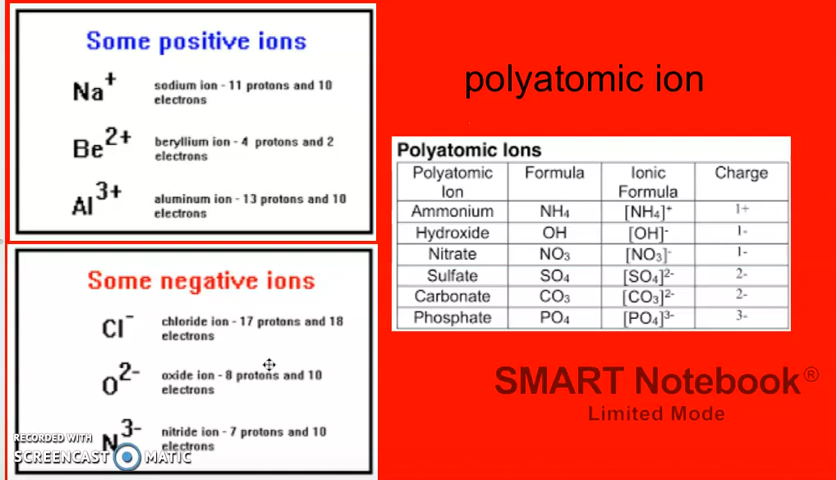 Some positive ions
Na+
sodium ion - 11 protons and 10
electrons
Be2+
beryllium ion - 4 protons and 2
electrons
Al3+
aluminum ion - 13 protons and 10
electrons
Some negative ions
Cl-
chloride ion - 17 protons and 18
electrons
O2-
oxide ion - 8 protons and 10
electrons
N3-
nitride ion - 7 protons and 10
electrons
RECORDED WITH
SCREENCAST MATIC
polyatomic ion
Polyatomic Ions
Polyatomic Ion Formula Ionic Formula Charge
Ammonium NH4 [NH4]+ 1+
Hydroxide OH [OH]- 1-
Nitrate NO3 [NO3]- 1-
Sulfate SO4 [SO4]2- 2-
Carbonate CO3 [CO3]2- 2-
Phosphate PO4 [PO4]3- 3-
SMART Notebook®
Limited Mode